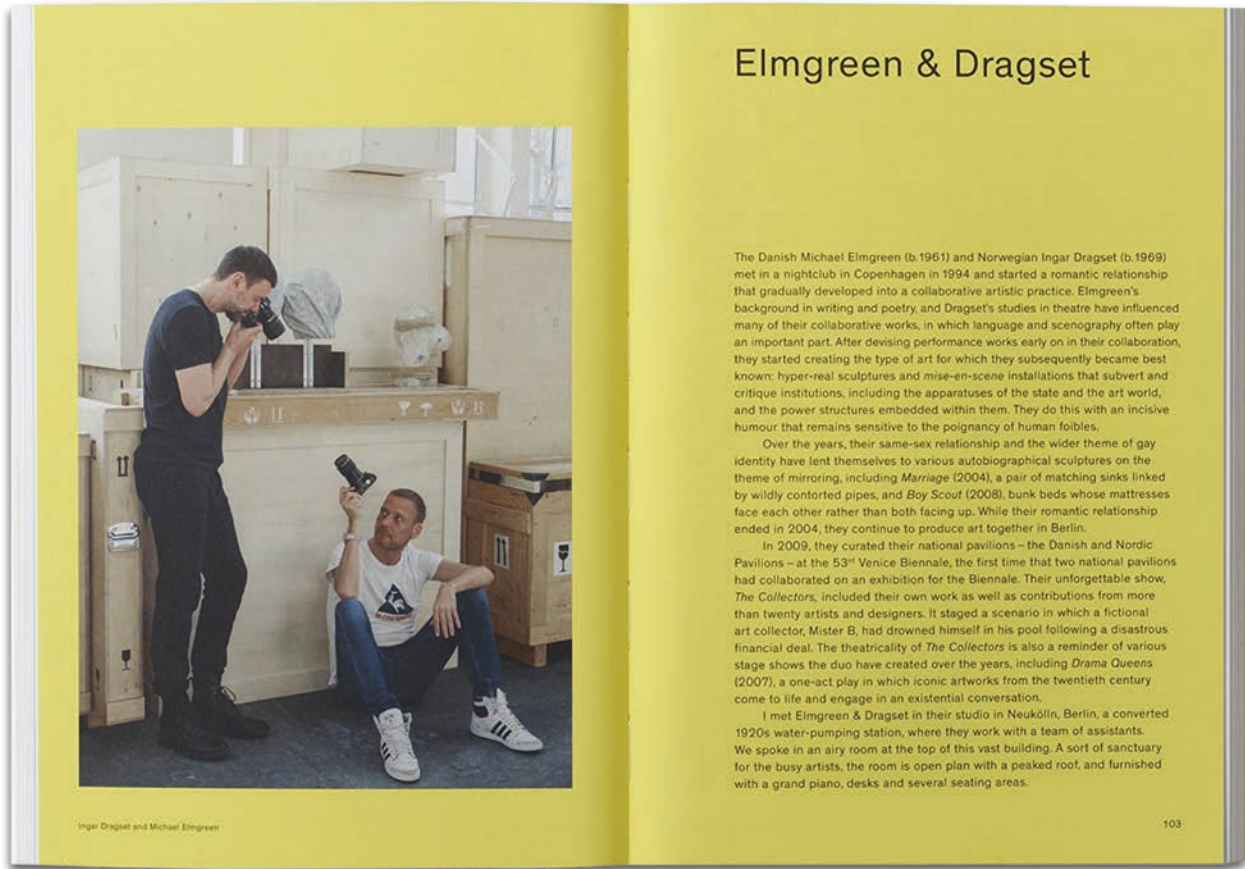 Elmgreen & Dragset
The Danish Michael Elmgreen (b.1961) and Norwegian Ingar Dragset (b.1969)
met in a nightclub in Copenhagen in 1994 and started a romantic relationship
that gradually developed into a collaborative artistic practice. Elmgreen's
background in writing and poetry, and Dragset's studies in theatre have influenced
many of their collaborative works, in which language and scenography often play
an important part. After devising performance works early on in their collaboration,
they started creating the type of art for which they subsequently became best
known: hyper-real sculptures and mise-en-scene installations that subvert and
critique institutions, including the apparatuses of the state and the art world,
and the power structures embedded within them. They do this with an incisive
humour that remains sensitive to the poignancy of human foibles.
Over the years, their same-sex relationship and the wider theme of gay
identity have lent themselves to various autobiographical sculptures on the
theme of mirroring, including Marriage (2004), a pair of matching sinks linked
by wildly contorted pipes, and Boy Scout (2008), bunk beds whose mattresses
face each other rather than both facing up. While their romantic relationship
ended in 2004, they continue to produce art together in Berlin.
In 2009, they curated their national pavilions – the Danish and Nordic
Pavilions – at the 53rd Venice Biennale, the first time that two national pavilions
had collaborated on an exhibition for the Biennale. Their unforgettable show,
The Collectors, included their own work as well as contributions from more
than twenty artists and designers. It staged a scenario in which a fictional
art collector, Mister B, had drowned himself in his pool following a disastrous
financial deal. The theatricality of The Collectors is also a reminder of various
stage shows the duo have created over the years, including Drama Queens
(2007), a one-act play in which iconic artworks from the twentieth century
come to life and engage in an existential conversation.
I met Elmgreen & Dragset in their studio in Neukölln, Berlin, a converted
1920s water-pumping station, where they work with a team of assistants.
We spoke in an airy room at the top of this vast building. A sort of sanctuary
for the busy artists, the room is open plan with a peaked roof, and furnished
with a grand piano, desks and several seating areas.
Ingar Dragset and Michael Elmgreen
103